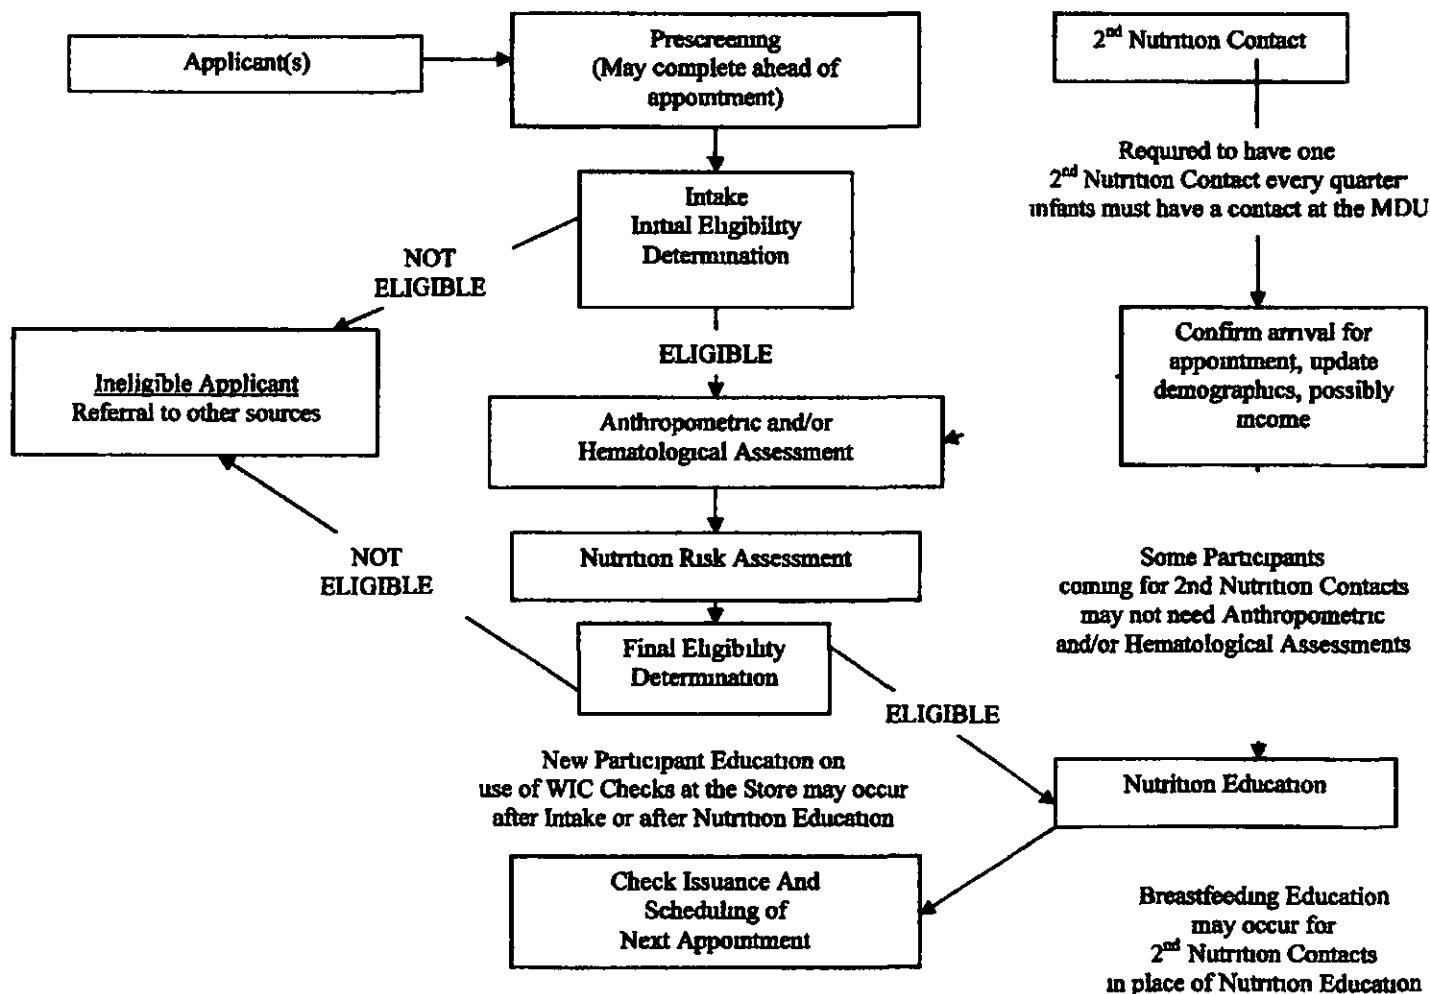 Applicant(s)
Prescreening
(May complete ahead of
appointment)
2nd Nutrition Contact
Required to have one
2nd Nutrition Contact every quarter
infants must have a contact at the MDU
Intake
Initial Eligibility
Determination
NOT
ELIGIBLE
ELIGIBLE
Ineligible Applicant
Referral to other sources
Confirm arrival for
appointment, update
demographics, possibly
income
Anthropometric and/or
Hematological Assessment
Nutrition Risk Assessment
NOT
ELIGIBLE
Some Participants
coming for 2nd Nutrition Contacts
may not need Anthropometric
and/or Hematological Assessments
Final Eligibility
Determination
ELIGIBLE
New Participant Education on
use of WIC Checks at the Store may occur
after Intake or after Nutrition Education
Nutrition Education
Check Issuance And
Scheduling of
Next Appointment
Breastfeeding Education
may occur for
2nd Nutrition Contacts
in place of Nutrition Education